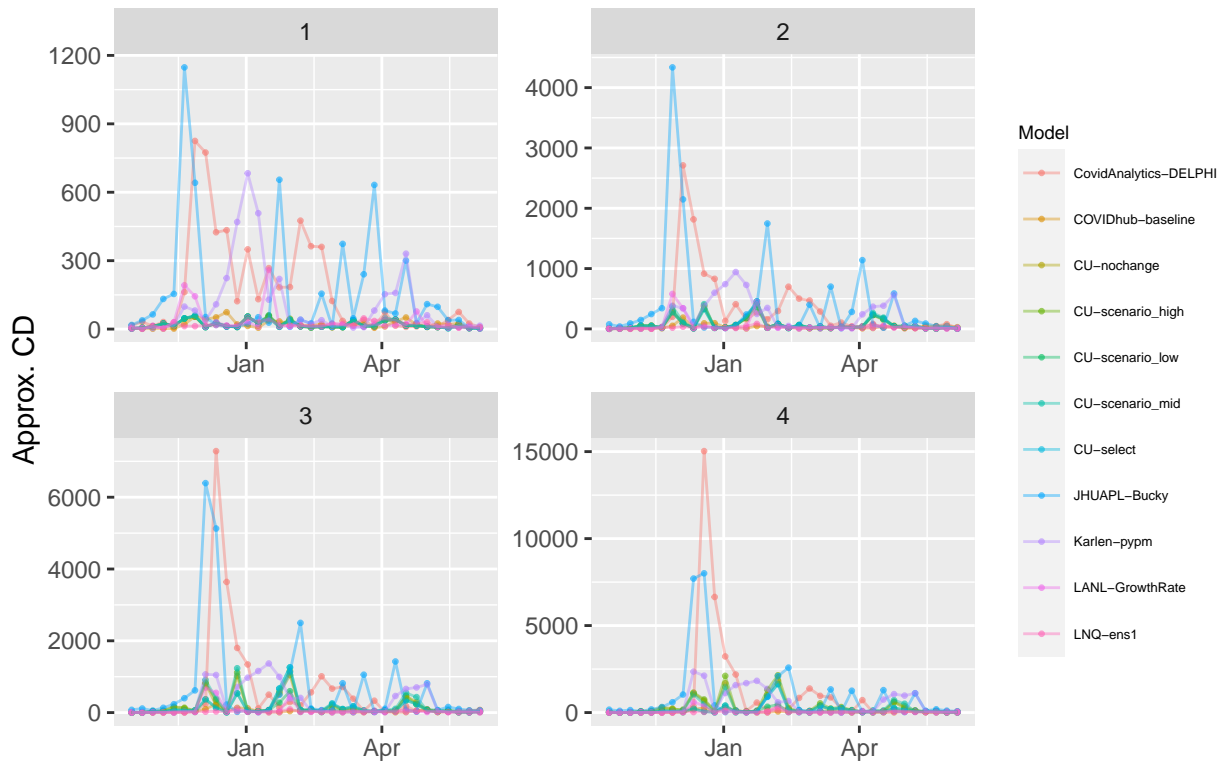 1
2
1200
900
600
300
0
4000
3000
2000
1000
0
Jan
Apr
Jan
Apr
Approx. CD
3
4
6000
4000
2000
0
15000
10000
5000
0
Jan
Apr
Jan
Apr
Model
CovidAnalytics−DELPHI
COVIDhub−baseline
CU−nochange
CU−scenario_high
CU−scenario_low
CU−scenario_mid
CU−select
JHUAPL−Bucky
Karlen−pypm
LANL−GrowthRate
LNQ−ens1